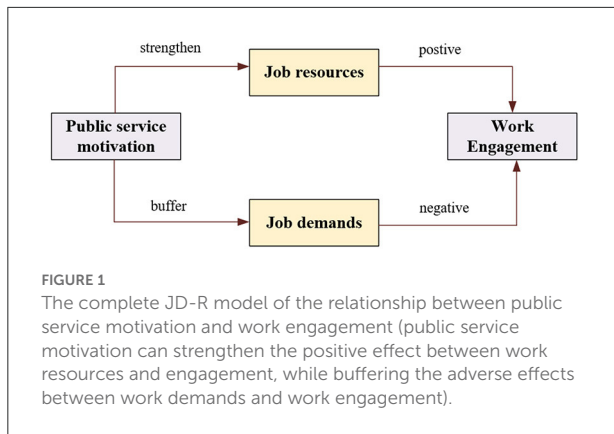 strengthen
postive
Job resources
Public service
motivation
Work
Engagement
buffer
negative
Job demands
FIGURE 1
The complete JD-R model of the relationship between public
service motivation and work engagement (public service
motivation can strengthen the positive effect between work
resources and engagement, while buffering the adverse effects
between work demands and work engagement).